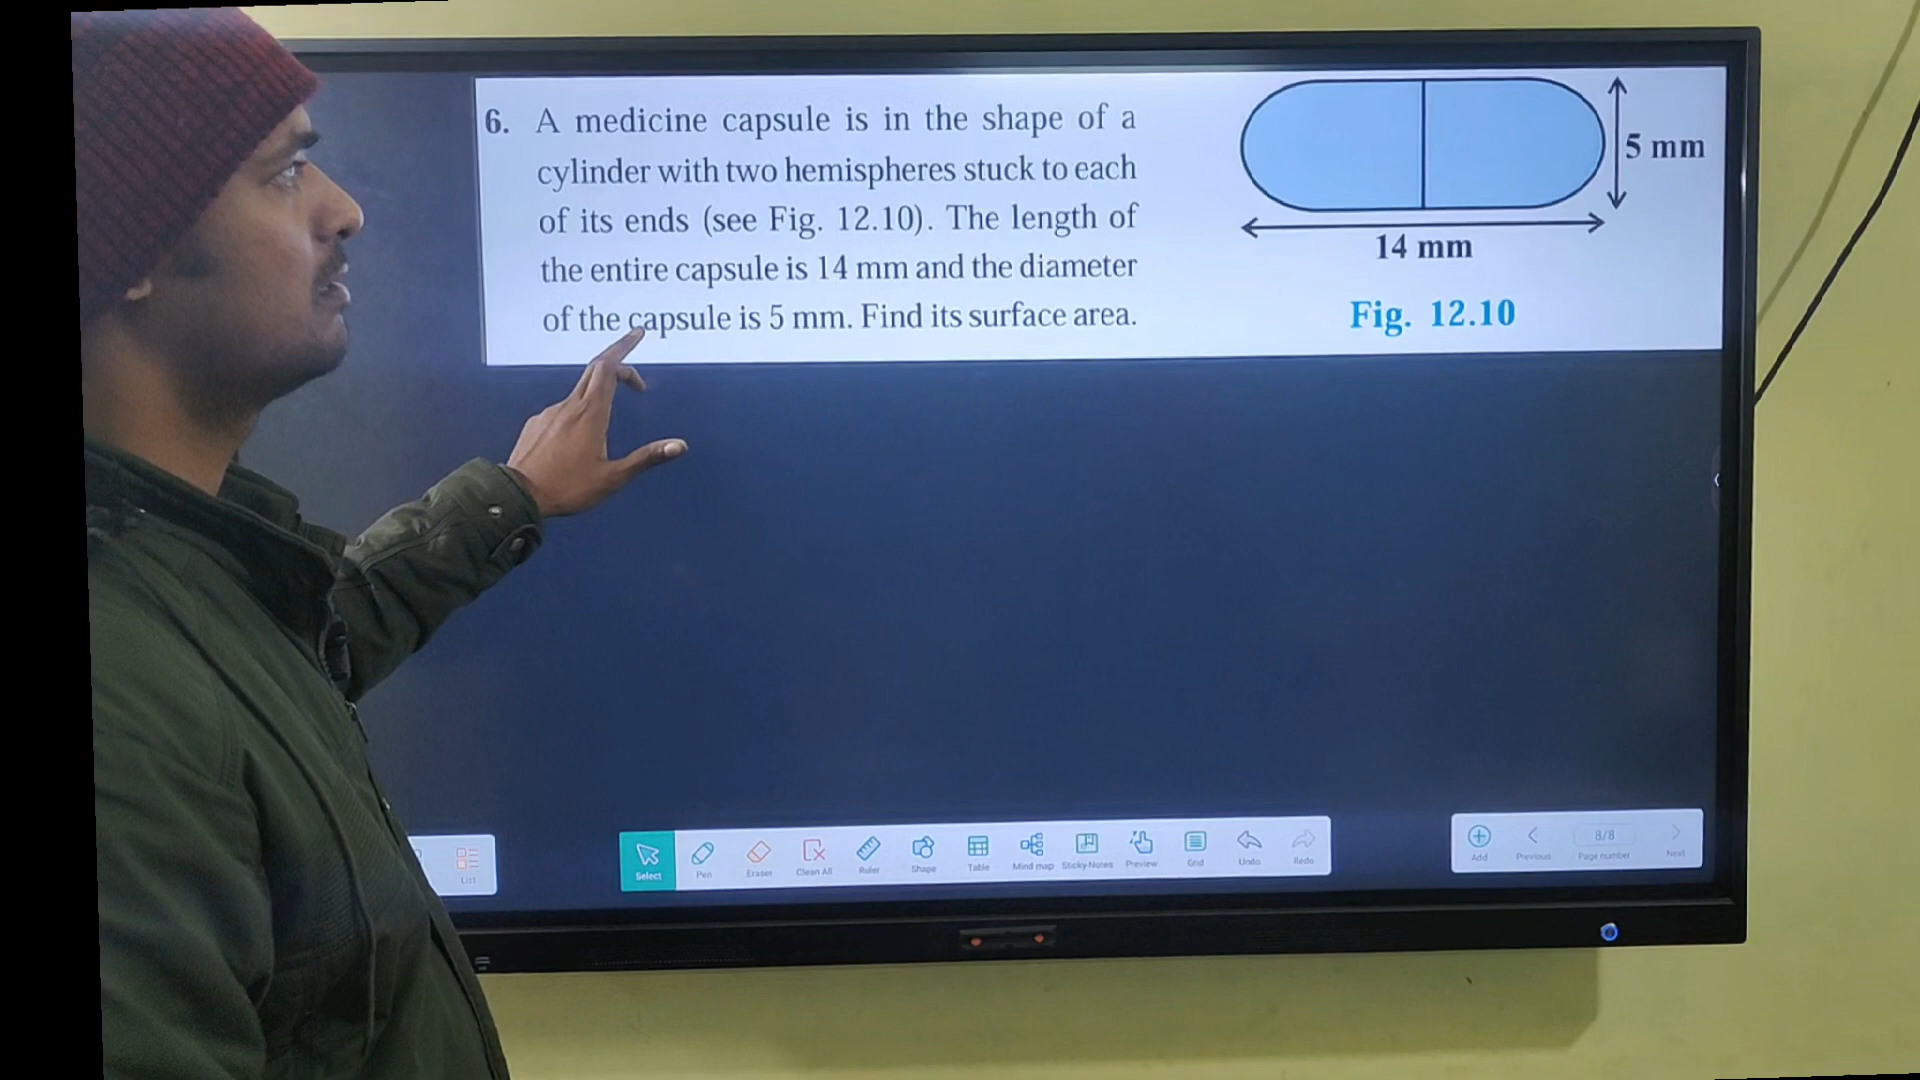 6. A medicine capsule is in the shape of a
cylinder with two hemispheres stuck to each
of its ends (see Fig. 12.10). The length of
the entire capsule is 14 mm and the diameter
of the capsule is 5 mm. Find its surface area.
5 mm
14 mm
Fig. 12.10
List
Select Pen Eraser Clean All Ruler Shape Table Mind map Sticky Notes Preview Grid Undo Redo
Add Previous 8/8 Page number Next